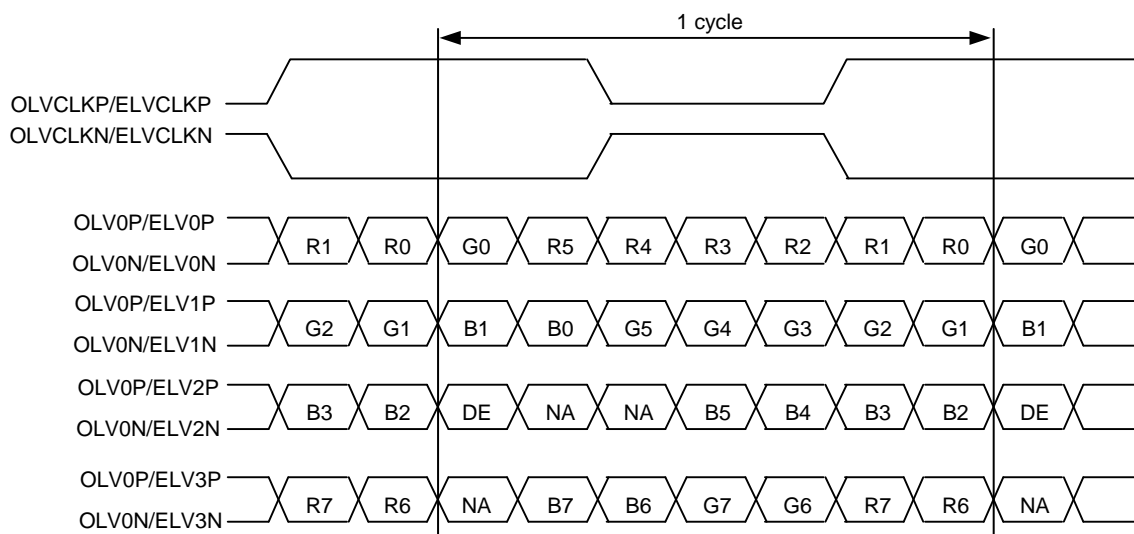 1 cycle
OLVCLKP/ELVCLKP
OLVCLKN/ELVCLKN
OLV0P/ELV0P
R1 R0 G0 R5 R4 R3 R2 R1 R0 G0
OLV0N/ELV0N
OLV0P/ELV1P
G2 G1 B1 B0 G5 G4 G3 G2 G1 B1
OLV0N/ELV1N
OLV0P/ELV2P
B3 B2 DE NA NA B5 B4 B3 B2 DE
OLV0N/ELV2N
OLV0P/ELV3P
R7 R6 NA B7 B6 G7 G6 R7 R6 NA
OLV0N/ELV3N